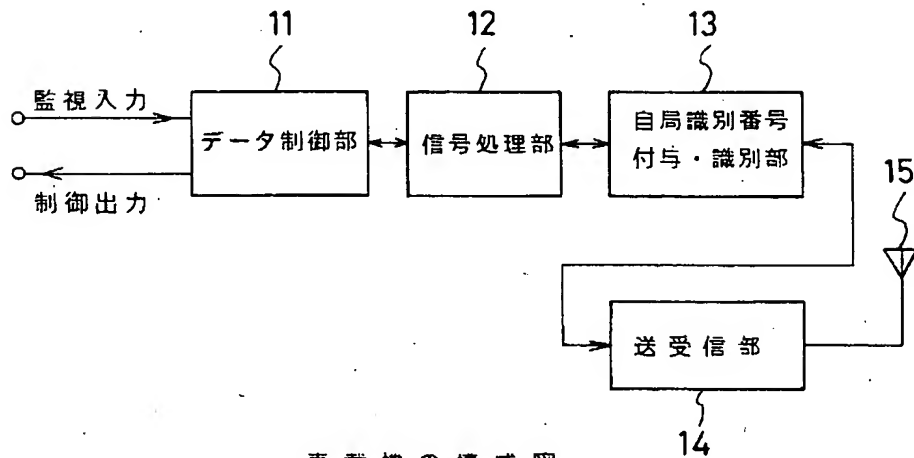 11
12
13
監視入力
データ制御部
信号処理部
自局識別番号
付与・識別部
制御出力
15
送受信部
14